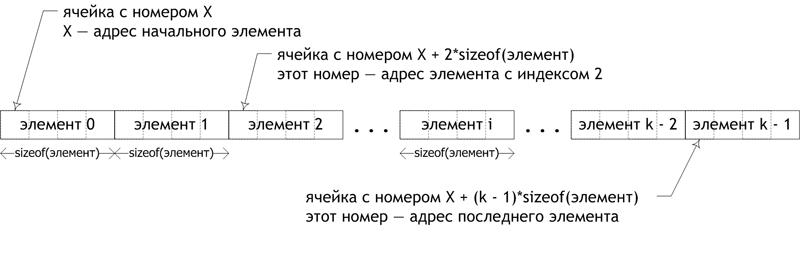 ячейка с номером X
X — адрес начального элемента
ячейка с номером X + 2*sizeof(элемент)
этот номер — адрес элемента с индексом 2
элемент 0 элемент 1 элемент 2 ... элемент i ... элемент k - 2 элемент k - 1
sizeof(элемент) sizeof(элемент) sizeof(элемент)
ячейка с номером X + (k - 1)*sizeof(элемент)
этот номер — адрес последнего элемента